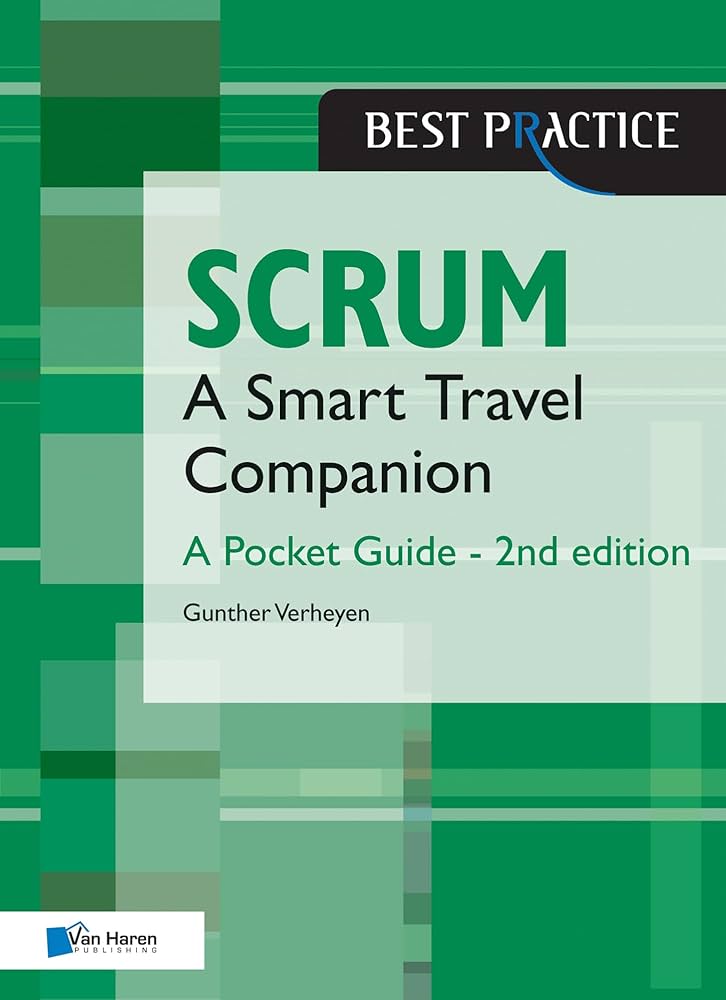 BEST PRACTICE
SCRUM
A Smart Travel
Companion
A Pocket Guide - 2nd edition
Gunther Verheyen
Van Haren
PUBLISHING